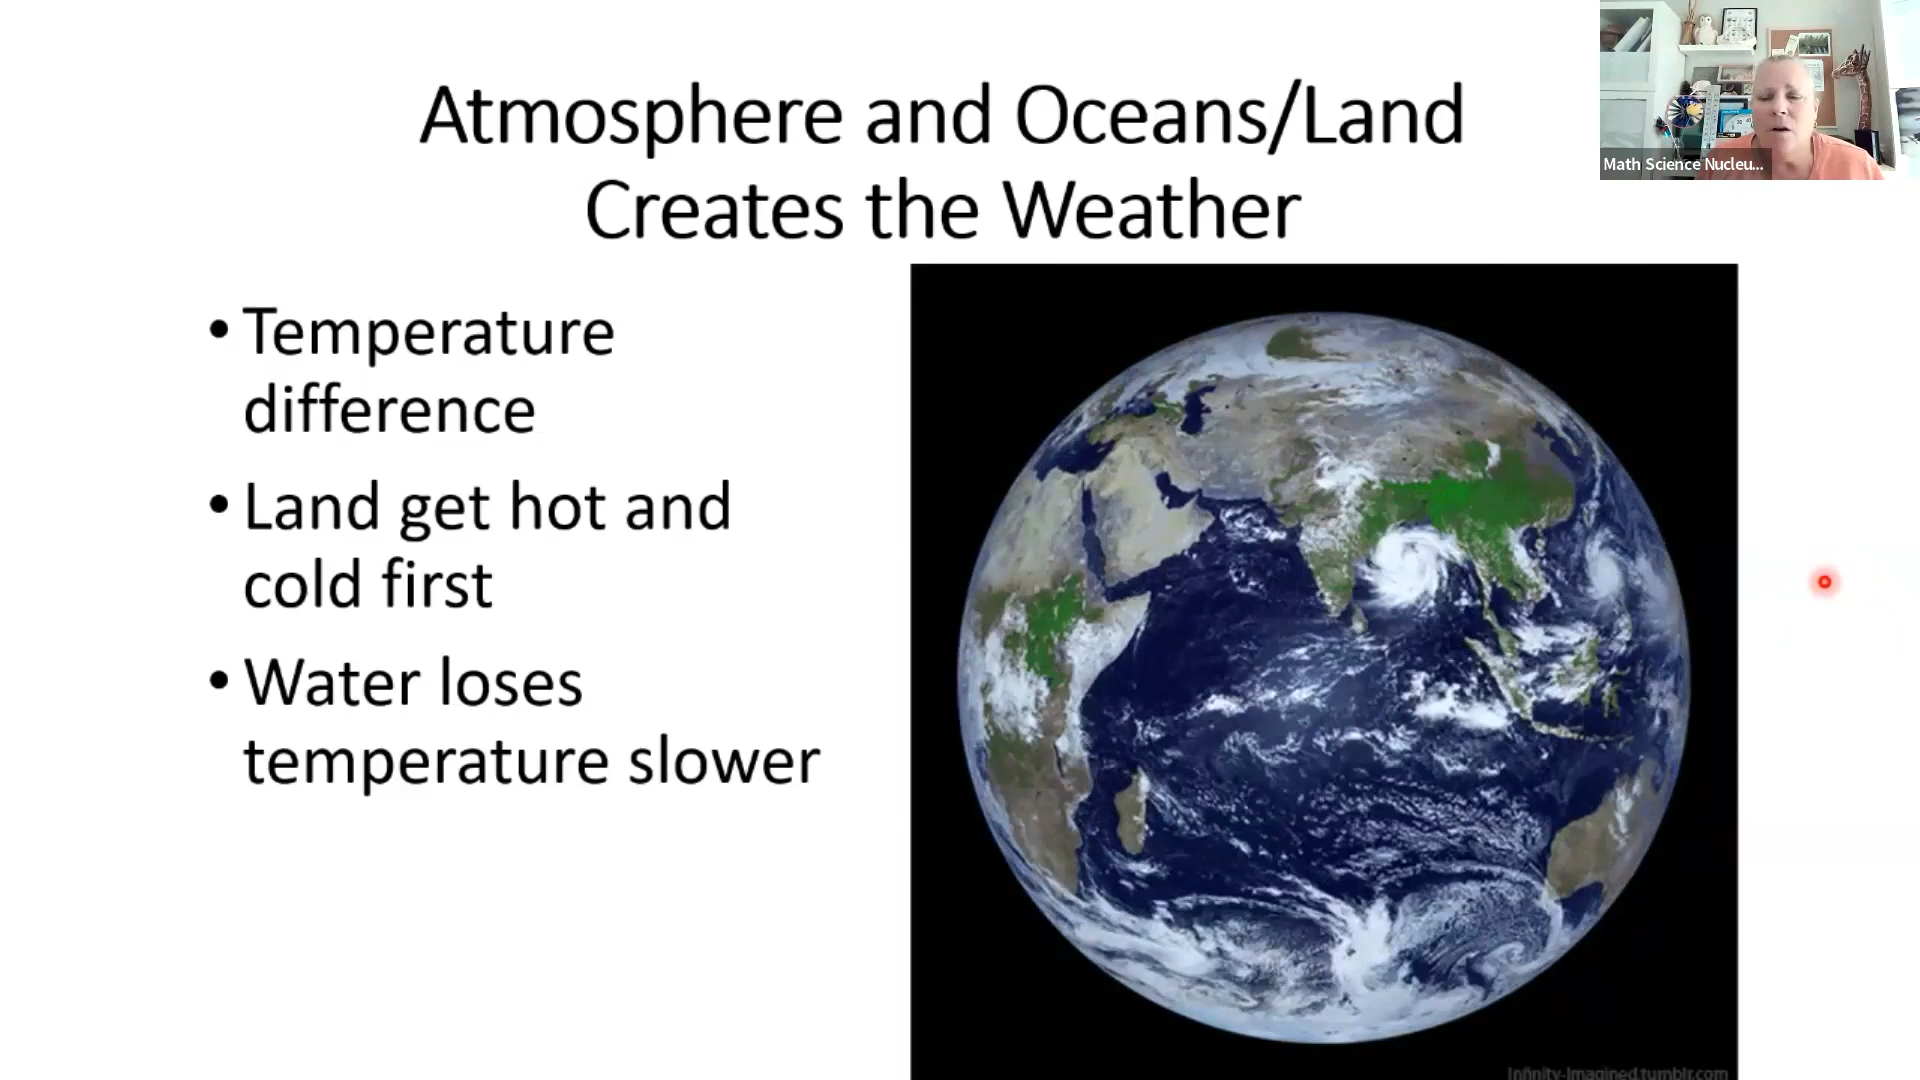 Atmosphere and Oceans/Land
Creates the Weather
• Temperature
difference
• Land get hot and
cold first
• Water loses
temperature slower
Math Science Nucleu...
Infinity-Imagined.tumblr.com